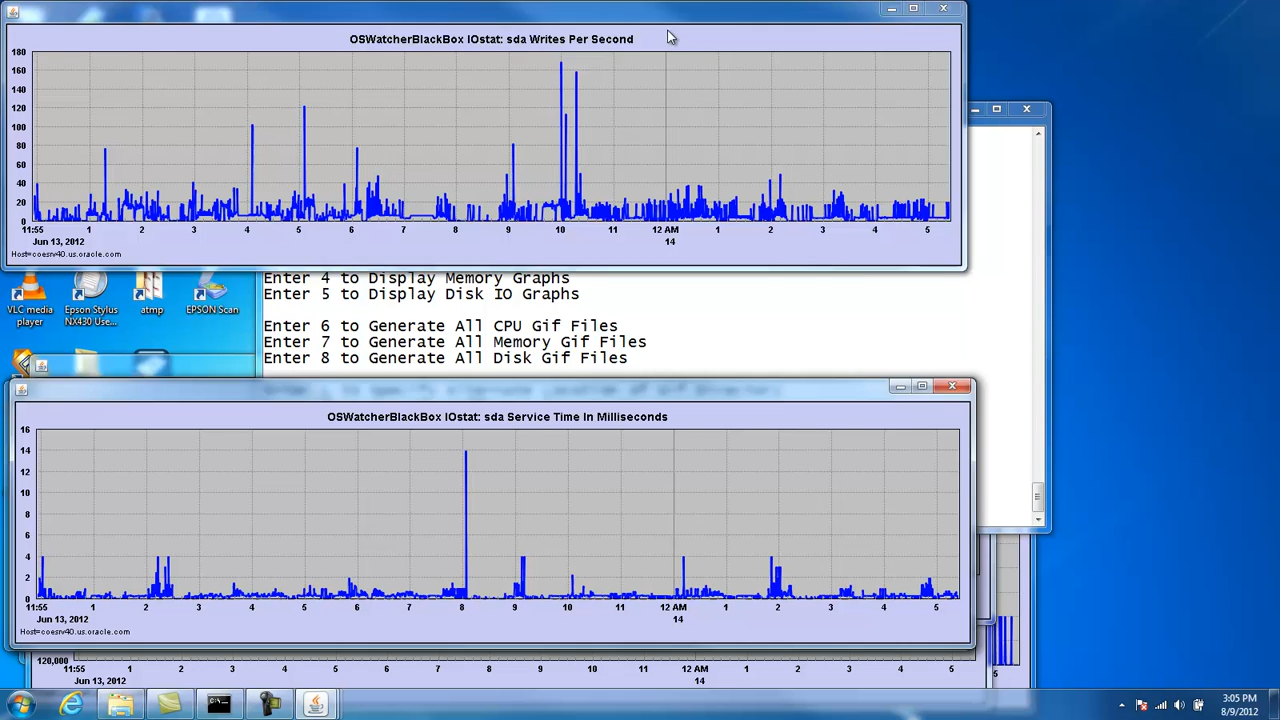 OSWatcherBlackBox IOstat: sda Writes Per Second
180
160
140
120
100
80
60
40
20
0
11:55 1 2 3 4 5 6 7 8 9 10 11 12 AM 1 2 3 4 5
Jun 13, 2012 14
Host=coesrv40.us.oracle.com
Enter 4 to Display Memory Graphs
Enter 5 to Display Disk IO Graphs
VLC media player
Epson Stylus NX430 Use...
atmp
EPSON Scan
Enter 6 to Generate All CPU Gif Files
Enter 7 to Generate All Memory Gif Files
Enter 8 to Generate All Disk Gif Files
OSWatcherBlackBox IOstat: sda Service Time In Milliseconds
16
14
12
10
8
6
4
2
0
11:55 1 2 3 4 5 6 7 8 9 10 11 12 AM 1 2 3 4 5
Jun 13, 2012 14
Host=coesrv40.us.oracle.com
120,000
11:55 1 2 3 4 5 6 7 8 9 10 11 12 AM 1 2 3 4 5
5
Jun 13, 2012 14
C:\.
3:05 PM
8/9/2012